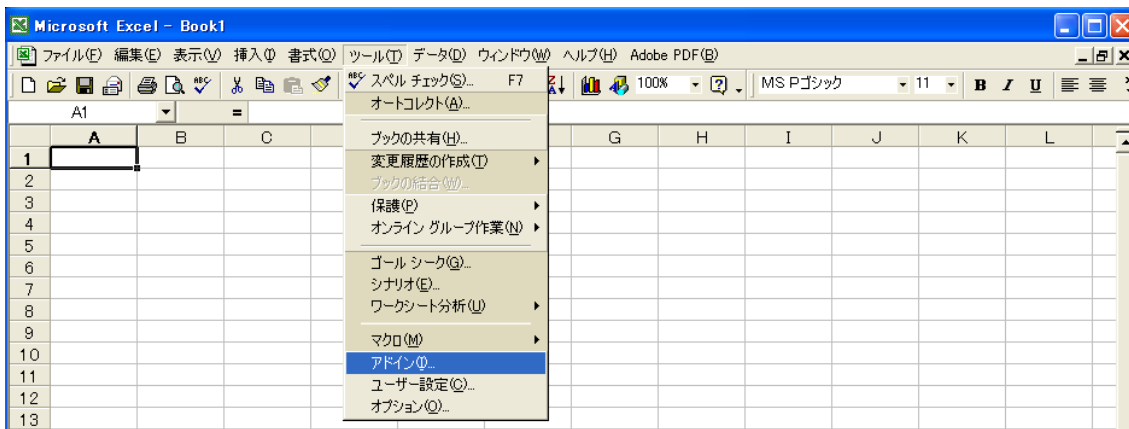 Microsoft Excel - Book1
ファイル(F) 編集(E) 表示(V) 挿入(I) 書式(O) ツール(T) データ(D) ウィンドウ(W) ヘルプ(H) Adobe PDF(B)
100% MS Pゴシック 11 B I U
A1 =
A B C G H I J K L
スペル チェック(S)... F7
オートコレクト(A)...
ブックの共有(H)...
変更履歴の作成(T)
ブックの結合(W)...
保護(P)
オンライン グループ作業(N)
ゴール シーク(G)...
シナリオ(E)...
ワークシート分析(U)
マクロ(M)
アドイン(I)...
ユーザー設定(C)...
オプション(O)...
1
2
3
4
5
6
7
8
9
10
11
12
13